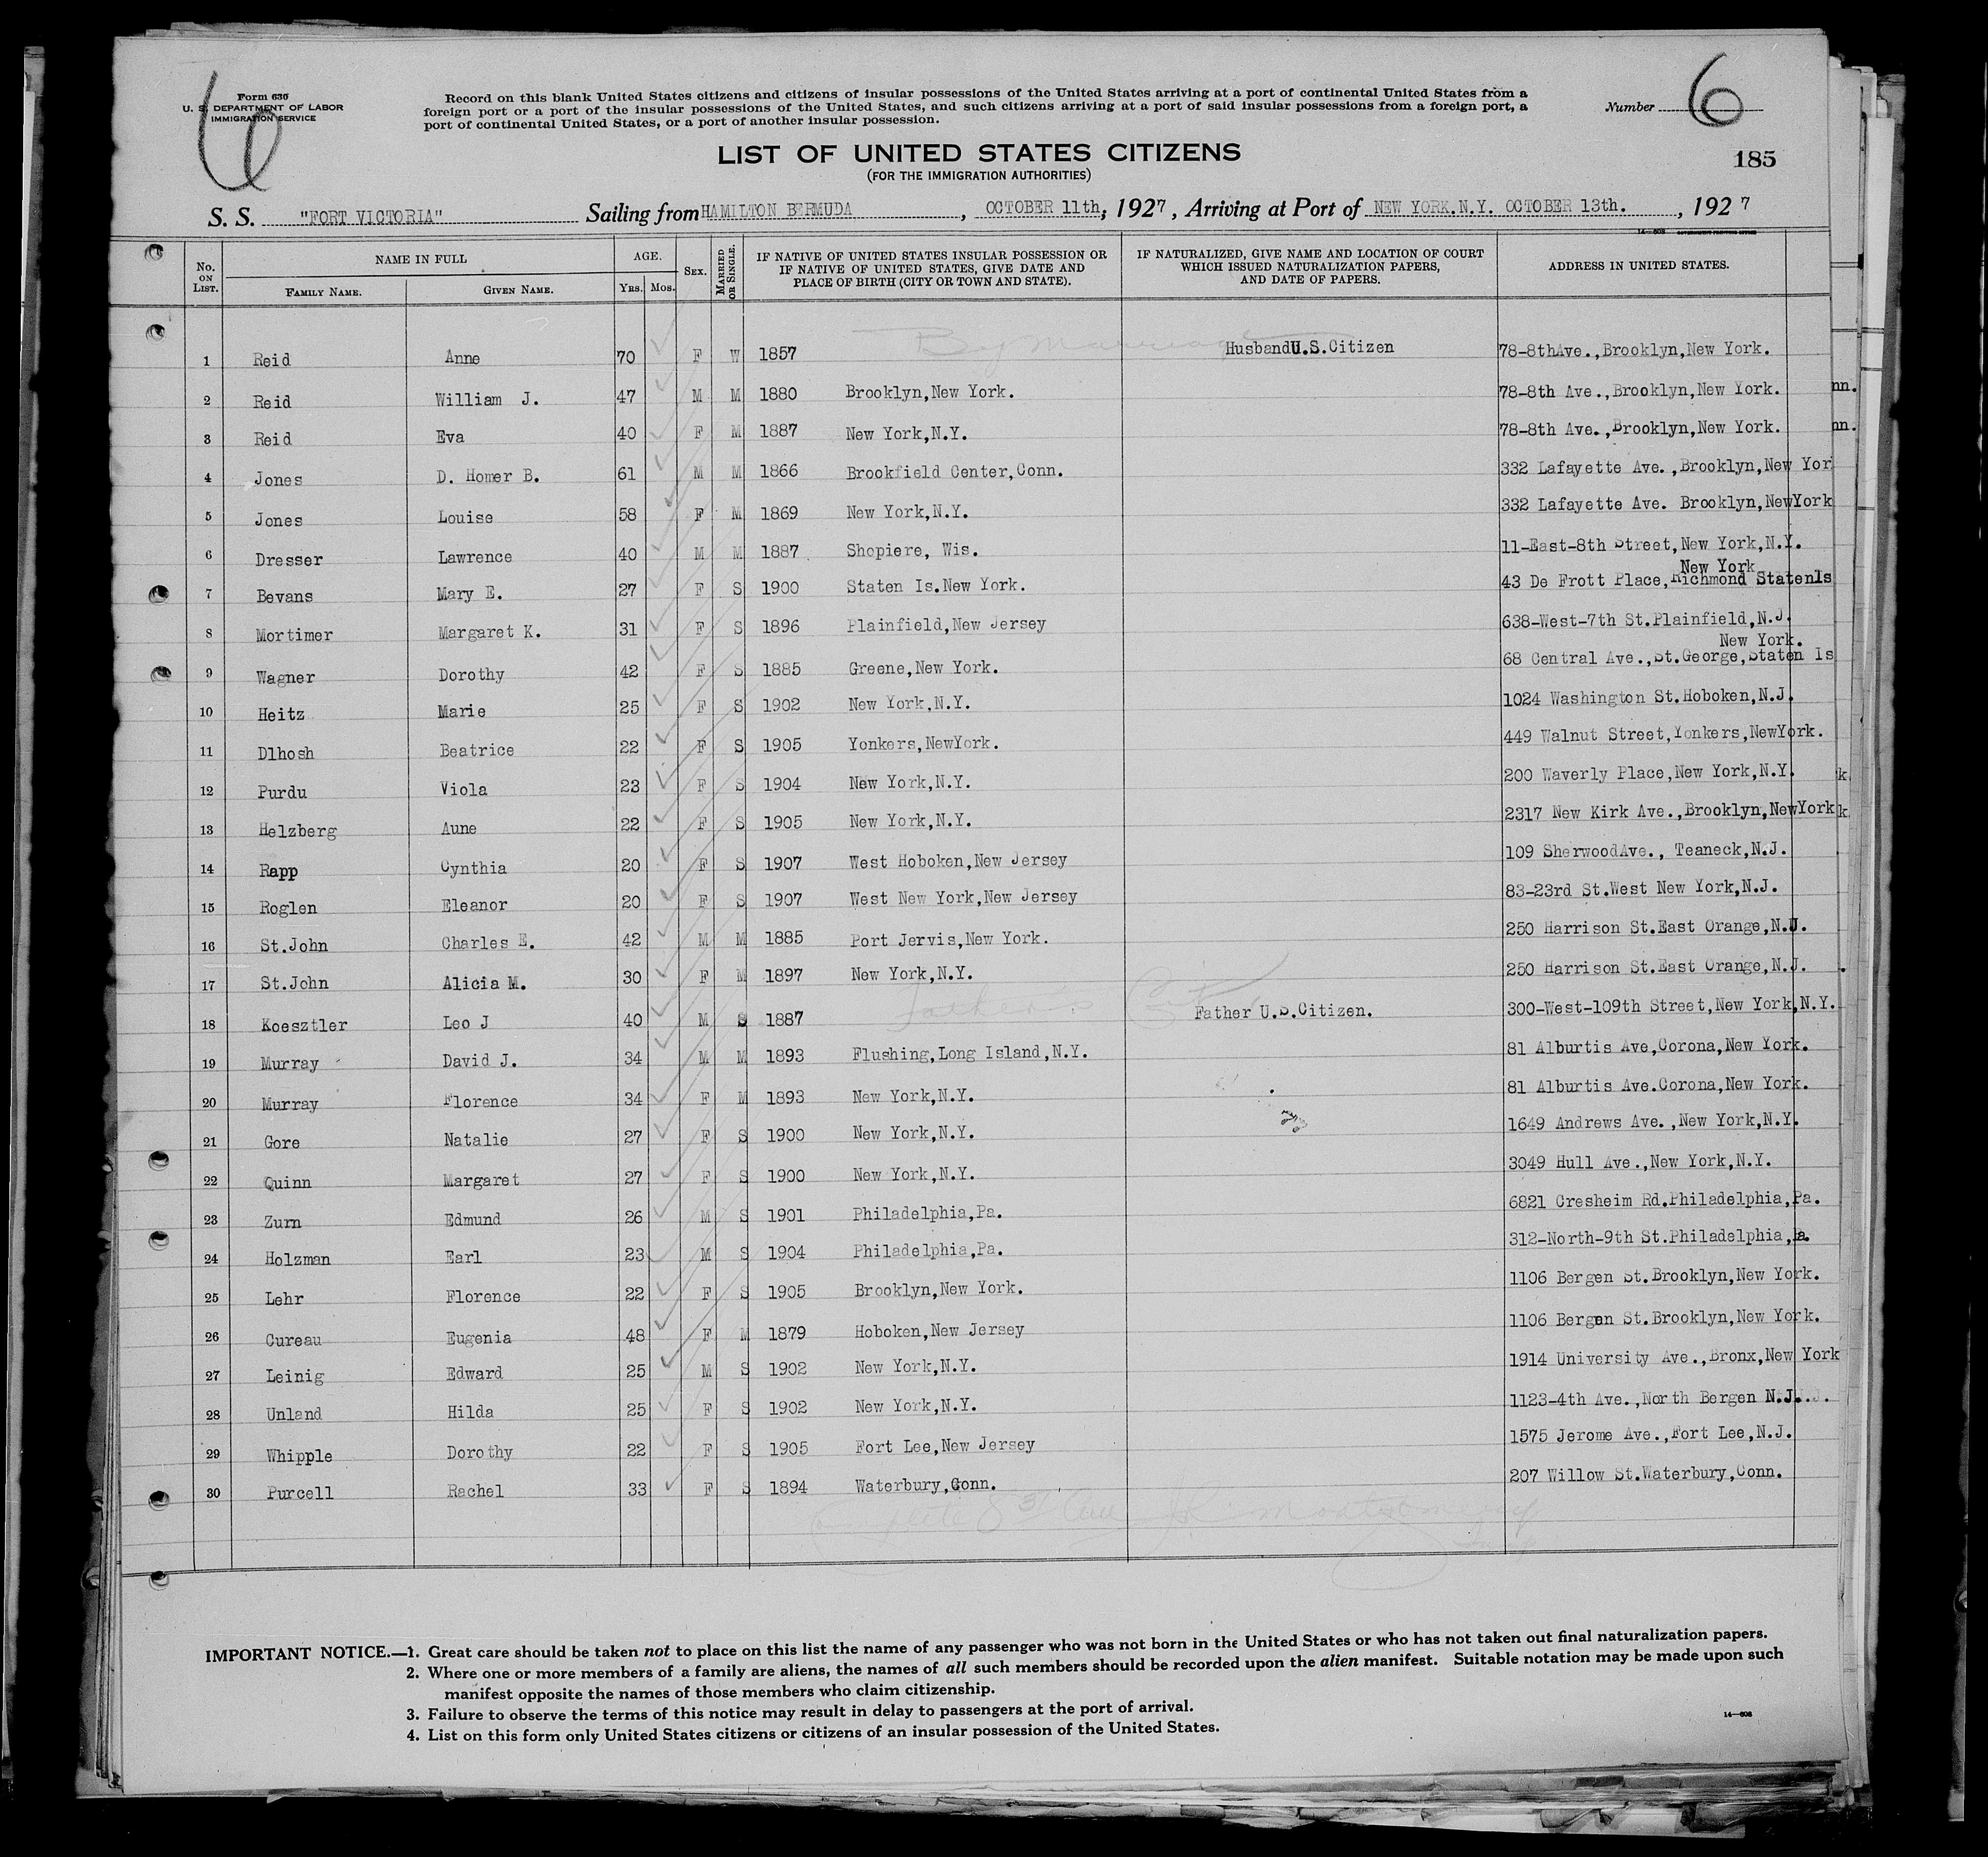 6
Form 630
U. S. DEPARTMENT OF LABOR
IMMIGRATION SERVICE
Record on this blank United States citizens and citizens of insular possessions of the United States arriving at a port of continental United States from a
foreign port or a port of the insular possessions of the United States, and such citizens arriving at a port of said insular possessions from a foreign port, a
port of continental United States, or a port of another insular possession.
Number 6
LIST OF UNITED STATES CITIZENS
185
(FOR THE IMMIGRATION AUTHORITIES)
S. S. "FORT VICTORIA" Sailing from HAMILTON BERMUDA, OCTOBER 11th, 1927, Arriving at Port of NEW YORK.N.Y. OCTOBER 13th., 1927
No. ON LIST. NAME IN FULL FAMILY NAME. GIVEN NAME. AGE. YRS. MOS. SEX. MARRIED OR SINGLE. IF NATIVE OF UNITED STATES INSULAR POSSESSION OR IF NATIVE OF UNITED STATES, GIVE DATE AND PLACE OF BIRTH (CITY OR TOWN AND STATE). IF NATURALIZED, GIVE NAME AND LOCATION OF COURT WHICH ISSUED NATURALIZATION PAPERS, AND DATE OF PAPERS. ADDRESS IN UNITED STATES.
1 Reid Anne 70 F W 1857 By marriage HusbandU.S.Citizen 78-8thAve.,Brooklyn,New York.
2 Reid William J. 47 M M 1880 Brooklyn,New York. 78-8th Ave.,Brooklyn,New York.
3 Reid Eva 40 F M 1887 New York,N.Y. 78-8th Ave.,Brooklyn,New York.
4 Jones D. Homer B. 61 M M 1866 Brookfield Center,Conn. 332 Lafayette Ave.,Brooklyn,New Yor
5 Jones Louise 58 F M 1869 New York,N.Y. 332 Lafayette Ave. Brooklyn,NewYork
6 Dresser Lawrence 40 M M 1887 Shopiere, Wis. 11-East-8th Street,New York,N.Y.
New York
7 Bevans Mary E. 27 F S 1900 Staten Is.New York. 43 De Frott Place,Richmond StatenIs
8 Mortimer Margaret K. 31 F S 1896 Plainfield,New Jersey 638-West-7th St.Plainfield,N.J.
New York.
9 Wagner Dorothy 42 F S 1885 Greene,New York. 68 Central Ave.,St.George,Staten Is
10 Heitz Marie 25 F S 1902 New York,N.Y. 1024 Washington St.Hoboken,N.J.
11 Dlhosh Beatrice 22 F S 1905 Yonkers,NewYork. 449 Walnut Street,Yonkers,NewYork.
12 Purdu Viola 23 F S 1904 New York,N.Y. 200 Waverly Place,New York,N.Y.
13 Helzberg Aune 22 F S 1905 New York,N.Y. 2317 New Kirk Ave.,Brooklyn,NewYork
14 Rapp Cynthia 20 F S 1907 West Hoboken,New Jersey 109 SherwoodAve., Teaneck,N.J.
15 Roglen Eleanor 20 F S 1907 West New York,New Jersey 83-23rd St.West New York,N.J.
16 St.John Charles E. 42 M M 1885 Port Jervis,New York. 250 Harrison St.East Orange,N.J.
17 St.John Alicia M. 30 F M 1897 New York,N.Y. 250 Harrison St.East Orange,N.J.
18 Koesztler Leo J 40 M S 1887 Father's Cit. Father U.S.Citizen. 300-West-109th Street,New York,N.Y.
19 Murray David J. 34 M M 1893 Flushing,Long Island,N.Y. 81 Alburtis Ave,Corona,New York.
20 Murray Florence 34 F M 1893 New York,N.Y. 81 Alburtis Ave.Corona,New York.
21 Gore Natalie 27 F S 1900 New York,N.Y. 1649 Andrews Ave.,New York,N.Y.
22 Quinn Margaret 27 F S 1900 New York,N.Y. 3049 Hull Ave.,New York,N.Y.
23 Zurn Edmund 26 M S 1901 Philadelphia,Pa. 6821 Cresheim Rd.Philadelphia,Pa.
24 Holzman Earl 23 M S 1904 Philadelphia,Pa. 312-North-9th St.Philadelphia,Pa.
25 Lehr Florence 22 F S 1905 Brooklyn,New York. 1106 Bergen St.Brooklyn,New York.
26 Cureau Eugenia 48 F M 1879 Hoboken,New Jersey 1106 Bergen St.Brooklyn,New York.
27 Leinig Edward 25 M S 1902 New York,N.Y. 1914 University Ave.,Bronx,New York
28 Unland Hilda 25 F S 1902 New York,N.Y. 1123-4th Ave.,North Bergen N.J.
29 Whipple Dorothy 22 F S 1905 Fort Lee,New Jersey 1575 Jerome Ave.,Fort Lee,N.J.
30 Purcell Rachel 33 F S 1894 Waterbury,Conn. 207 Willow St.Waterbury,Conn.
IMPORTANT NOTICE.—1. Great care should be taken not to place on this list the name of any passenger who was not born in the United States or who has not taken out final naturalization papers.
2. Where one or more members of a family are aliens, the names of all such members should be recorded upon the alien manifest. Suitable notation may be made upon such
manifest opposite the names of those members who claim citizenship.
3. Failure to observe the terms of this notice may result in delay to passengers at the port of arrival.
4. List on this form only United States citizens or citizens of an insular possession of the United States.
14—608